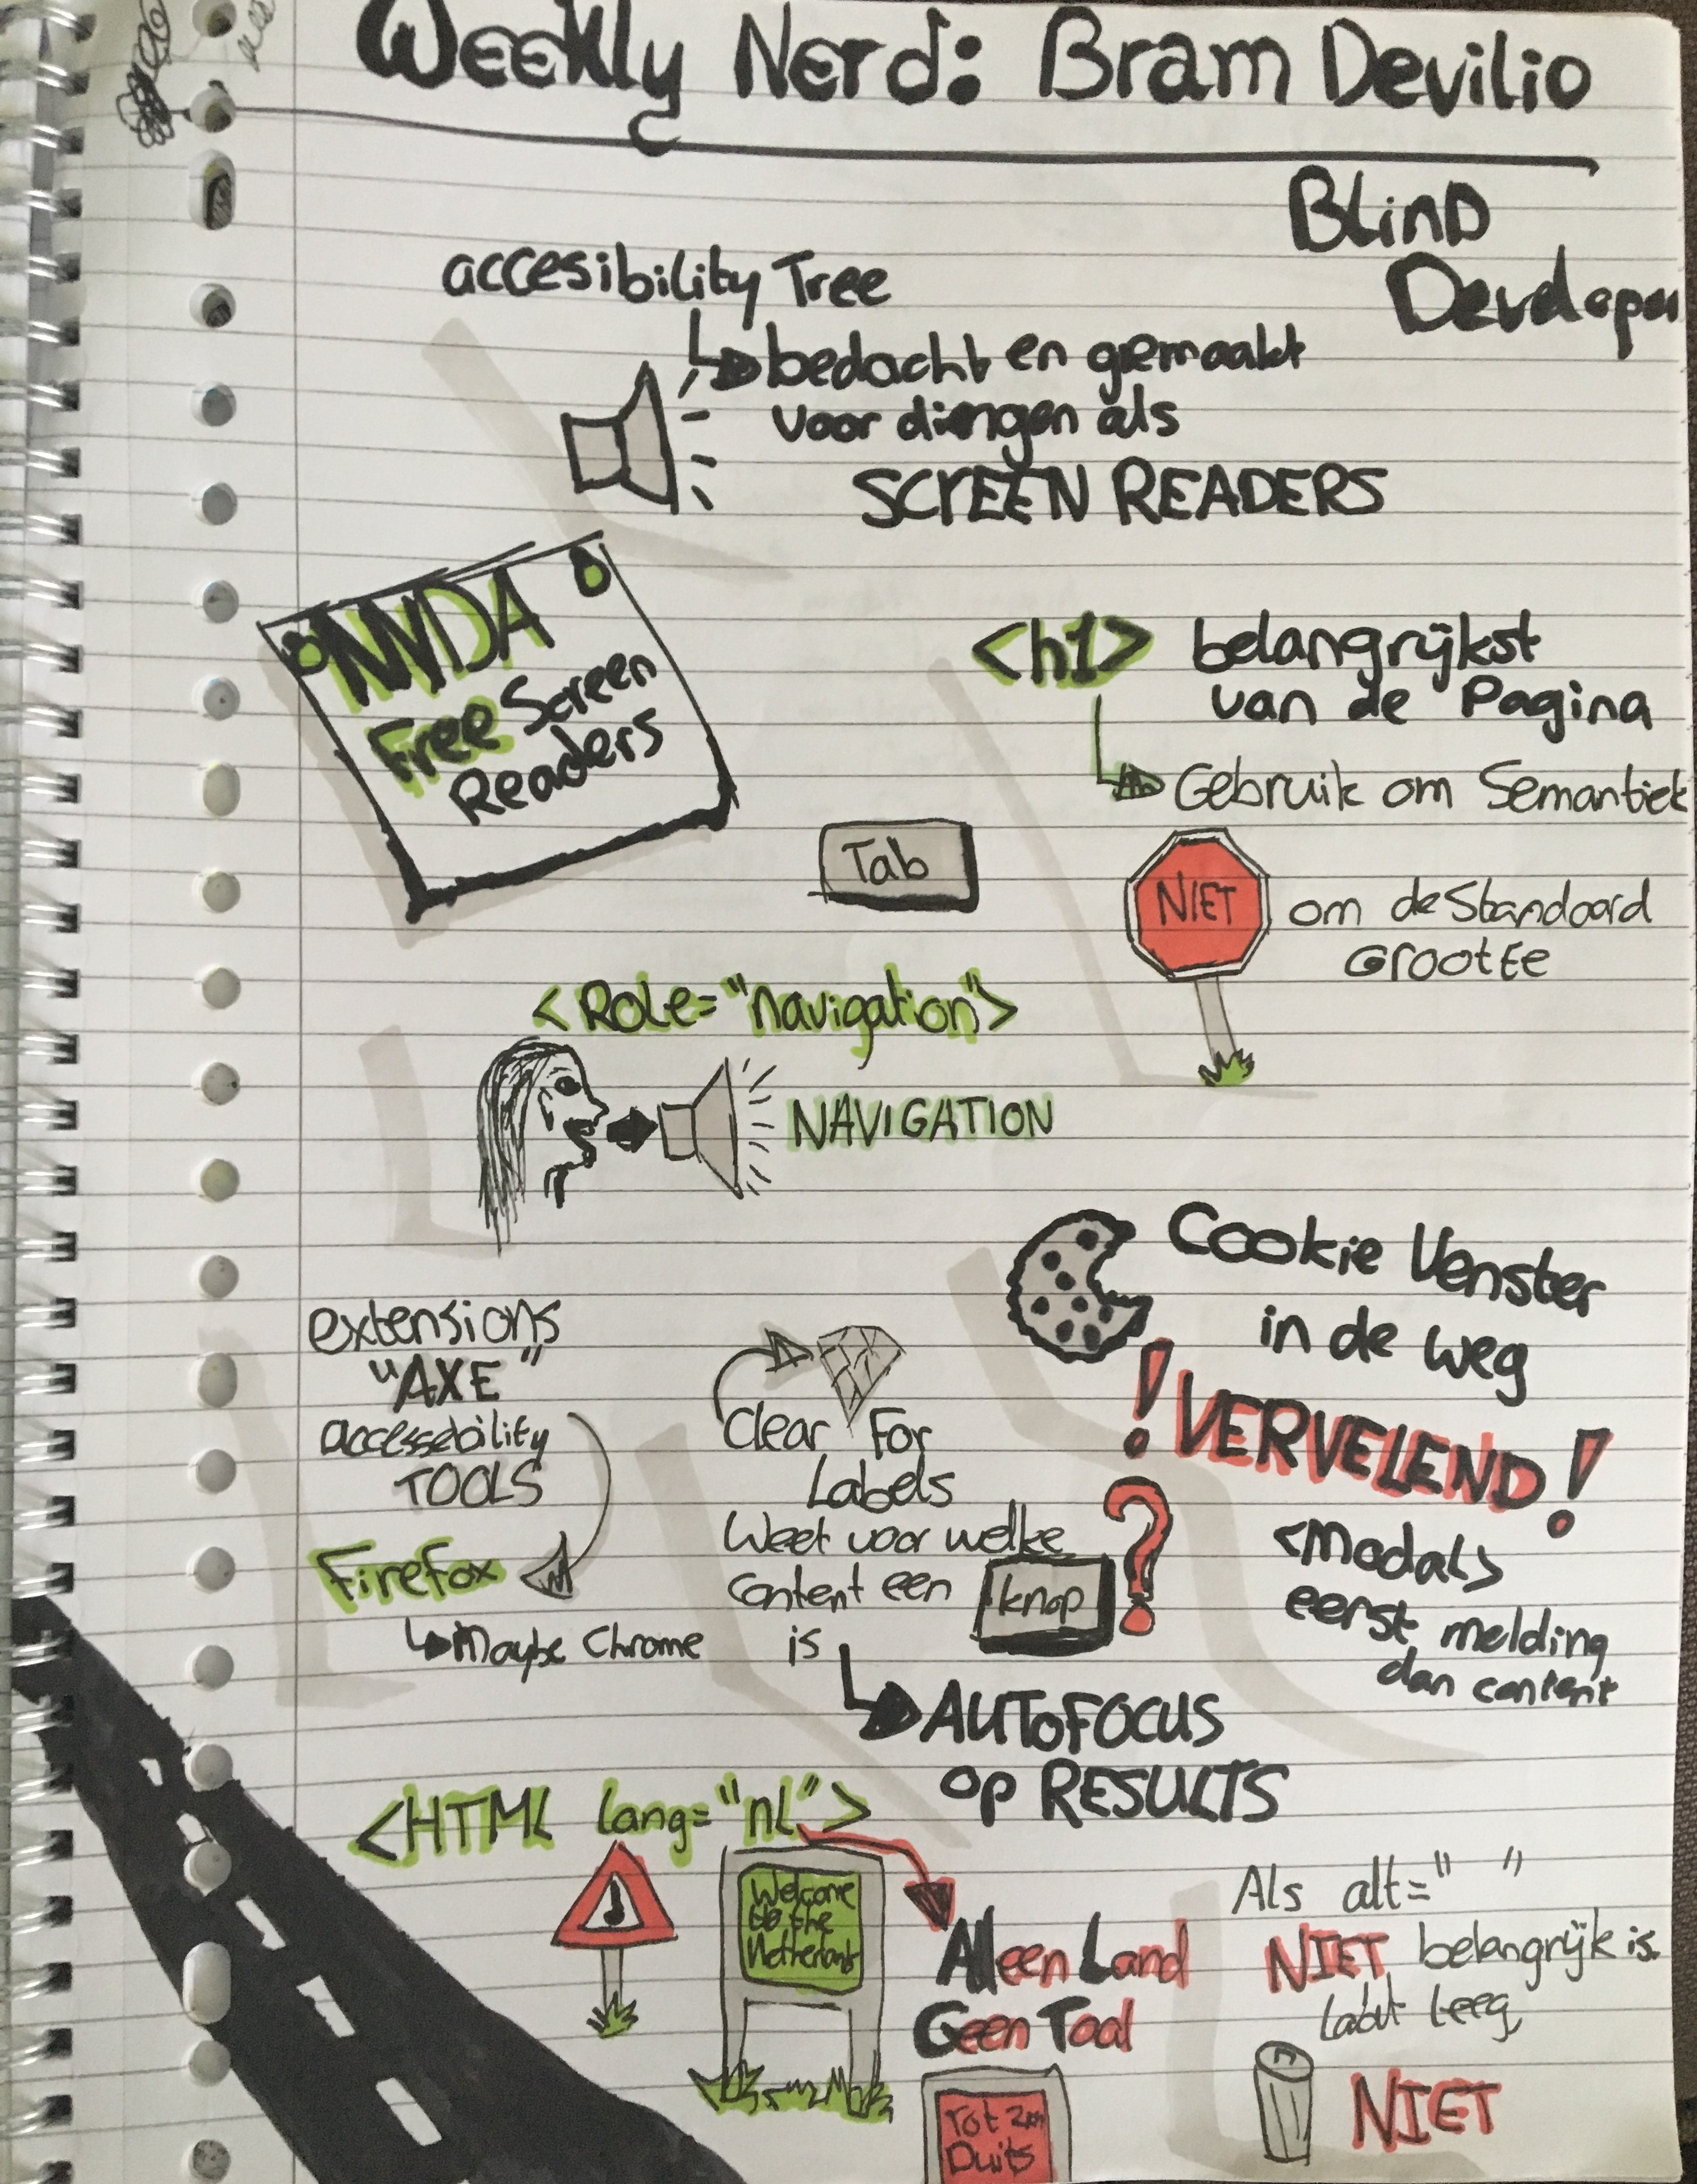 Weekly Nerd: Bram Devilio
Blind
Developer
accesibility Tree
bedacht en gemaakt
voor diengen als
SCREEN READERS
NVDA
Free Screen
Readers
<h1> belangrijkst
van de Pagina
Gebruik om Semantiek
Tab
NIET om de Standaard
Grootte
<Role="navigation">
NAVIGATION
Cookie Venster
in de weg
! VERVELEND !
<modal>
eerst melding
dan content
extensions
"AXE"
accessebility
TOOLS
Firefox
Maybe Chrome
Clear For
Labels
Weet voor welke
content een knop ?
is
AUTOFOCUS
op RESULTS
<HTML lang="nl">
Welcome
to the
Netherlants
Alleen Land
Geen Taal
Duits
Als alt=" "
NIET belangrijk is
laat leeg
NIET